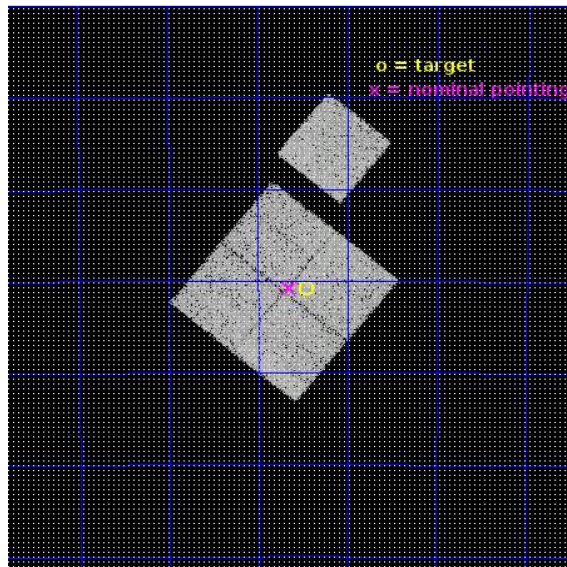 o = target
x = nominal pointing